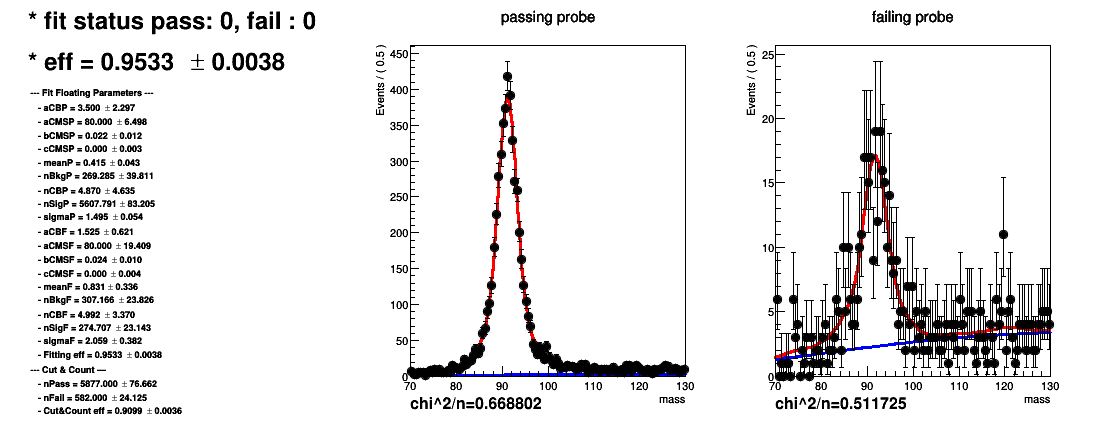 * fit status pass: 0, fail : 0
* eff = 0.9533 ± 0.0038
--- Fit Floating Parameters ---
- aCBP = 3.500 ± 2.297
- aCMSP = 80.000 ± 6.498
- bCMSP = 0.022 ± 0.012
- cCMSP = 0.000 ± 0.003
- meanP = 0.415 ± 0.043
- nBkgP = 269.285 ± 39.811
- nCBP = 4.870 ± 4.635
- nSigP = 5607.791 ± 83.205
- sigmaP = 1.495 ± 0.054
- aCBF = 1.525 ± 0.621
- aCMSF = 80.000 ± 19.409
- bCMSF = 0.024 ± 0.010
- cCMSF = 0.000 ± 0.004
- meanF = 0.831 ± 0.336
- nBkgF = 307.166 ± 23.826
- nCBF = 4.992 ± 3.370
- nSigF = 274.707 ± 23.143
- sigmaF = 2.059 ± 0.382
- Fitting eff = 0.9533 ± 0.0038
--- Cut & Count ---
- nPass = 5877.000 ± 76.662
- nFail = 582.000 ± 24.125
- Cut&Count eff = 0.9099 ± 0.0036
passing probe
Events / ( 0.5 )
450
400
350
300
250
200
150
100
50
0
70 80 90 100 110 120 130
mass
chi^2/n=0.668802
failing probe
Events / ( 0.5 )
25
20
15
10
5
0
70 80 90 100 110 120 130
mass
chi^2/n=0.511725